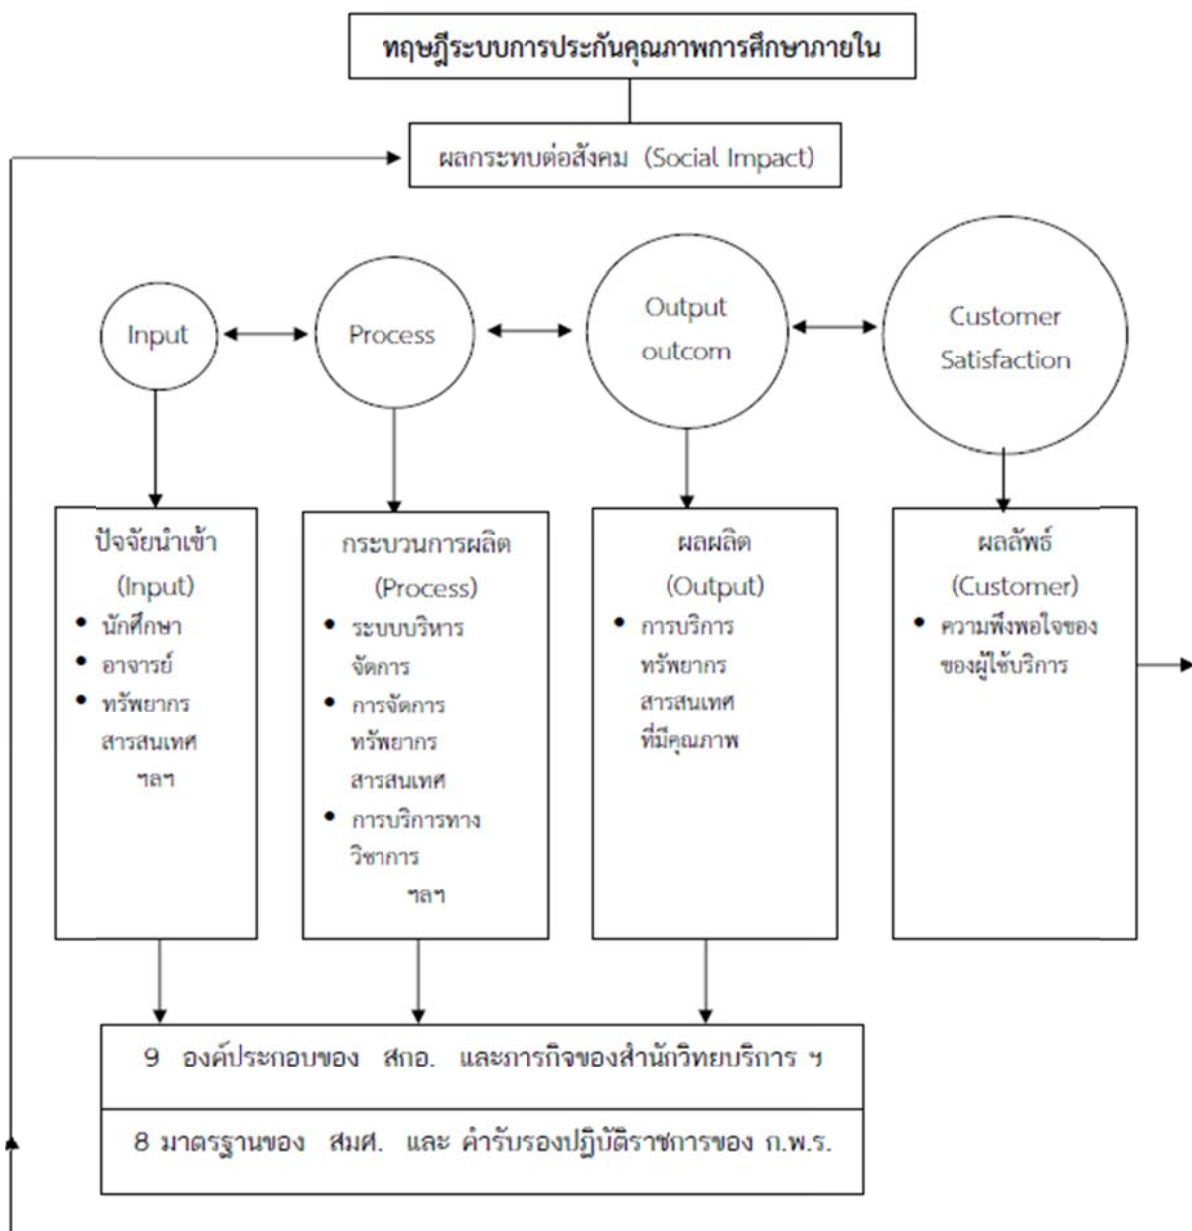 ทฤษฎีระบบการประกันคุณภาพการศึกษาภายใน
ผลกระทบต่อสังคม (Social Impact)
Input
Process
Output
outcom
Customer
Satisfaction
ปัจจัยนำเข้า
(Input)
• นักศึกษา
• อาจารย์
• ทรัพยากร
สารสนเทศ
ฯลฯ
กระบวนการผลิต
(Process)
• ระบบบริหาร
จัดการ
• การจัดการ
ทรัพยากร
สารสนเทศ
• การบริการทาง
วิชาการ
ฯลฯ
ผลผลิต
(Output)
• การบริการ
ทรัพยากร
สารสนเทศ
ที่มีคุณภาพ
ผลลัพธ์
(Customer)
• ความพึงพอใจของ
ของผู้ใช้บริการ
9 องค์ประกอบของ สกอ. และภารกิจของสำนักวิทยบริการ ฯ
8 มาตรฐานของ สมศ. และ คำรับรองปฏิบัติราชการของ ก.พ.ร.